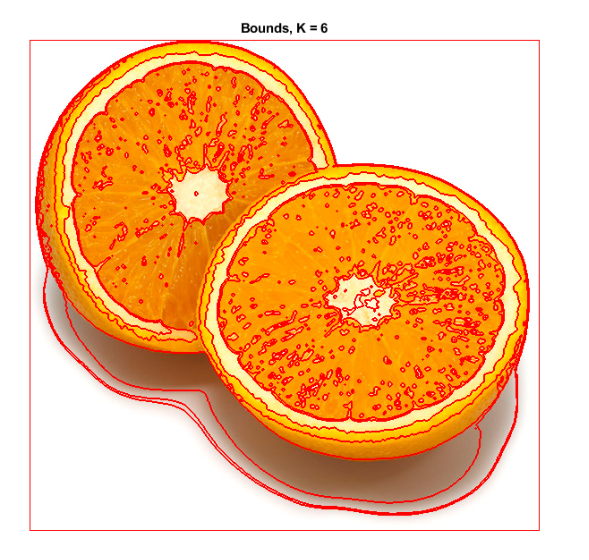 Bounds, K = 6